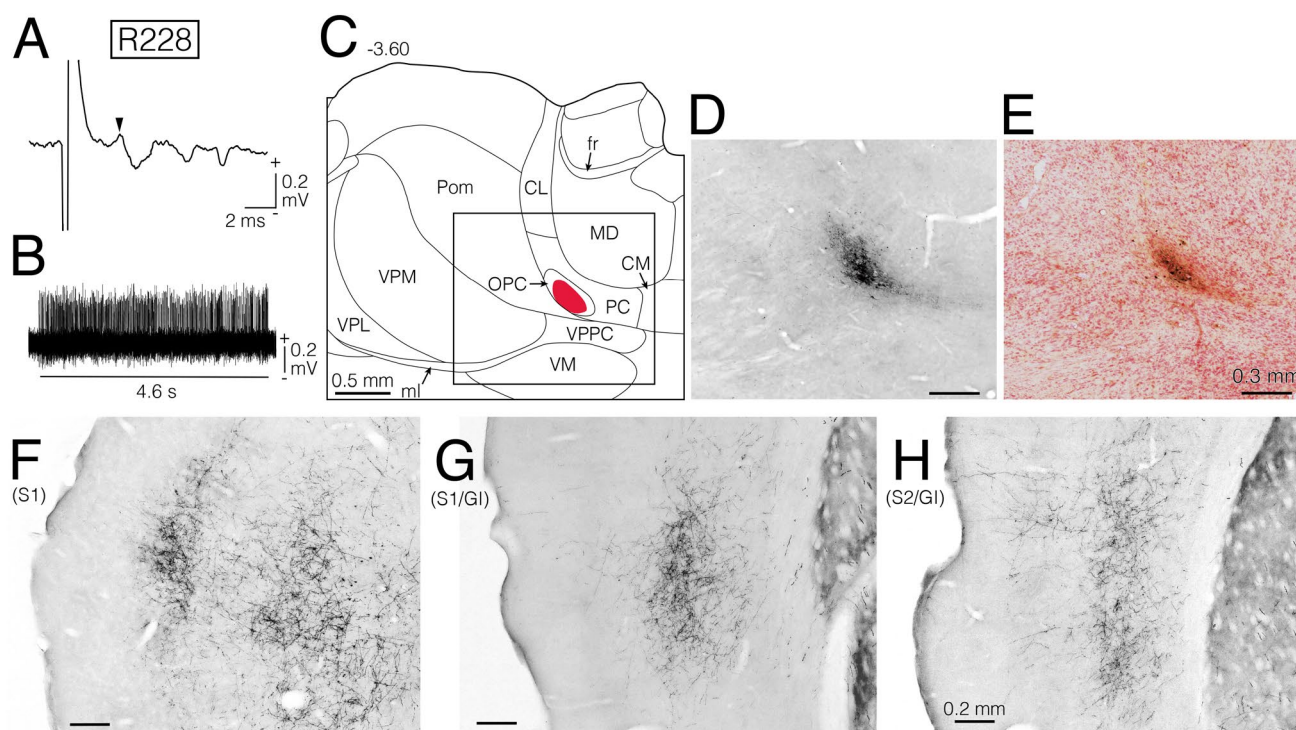 A
R228
+
0.2
mV
-
2 ms
B
+
0.2
mV
-
4.6 s
C
-3.60
fr
Pom
CL
MD
CM
VPM
OPC
PC
VPL
VPPC
VM
0.5 mm
ml
D
E
0.3 mm
F
(S1)
G
(S1/GI)
H
(S2/GI)
0.2 mm